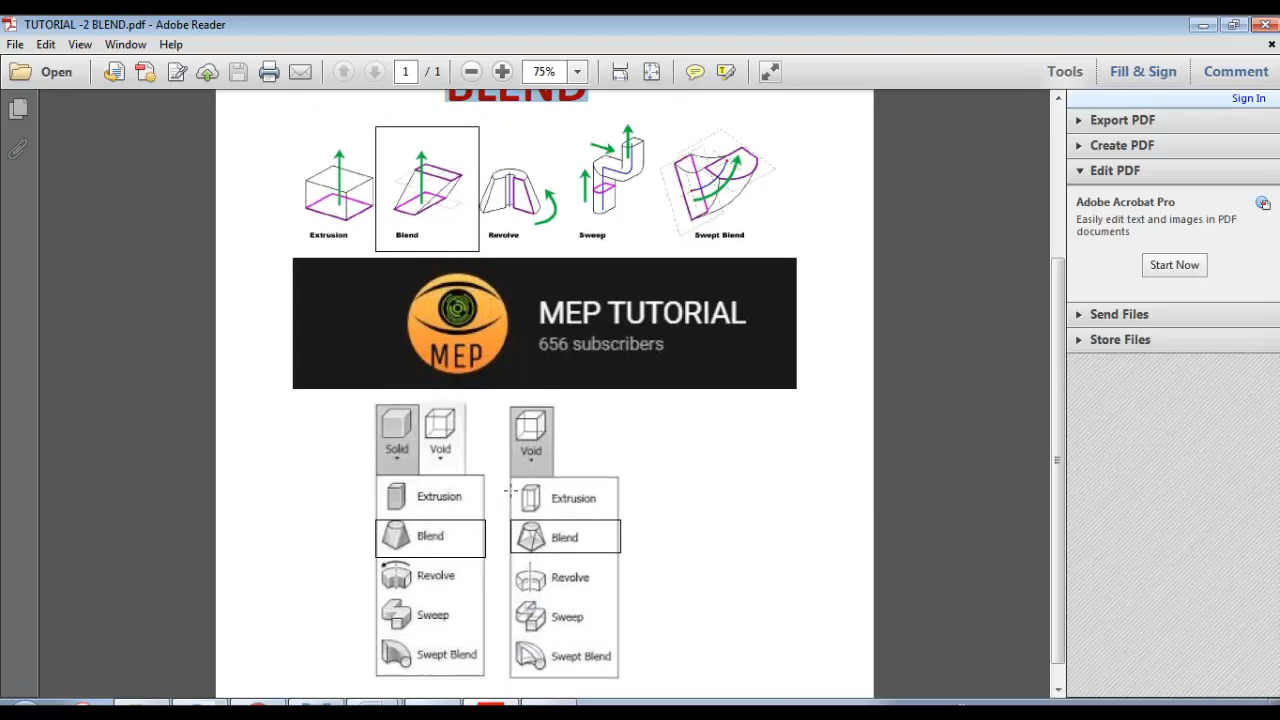 TUTORIAL -2 BLEND.pdf - Adobe Reader
File Edit View Window Help
Open 1 / 1 75% Tools Fill & Sign Comment
Sign In
BLEND
Extrusion Blend Revolve Sweep Swept Blend
MEP
MEP TUTORIAL
656 subscribers
Solid Void
Extrusion
Blend
Revolve
Sweep
Swept Blend
Void
Extrusion
Blend
Revolve
Sweep
Swept Blend
Export PDF
Create PDF
Edit PDF
Adobe Acrobat Pro
Easily edit text and images in PDF
documents
Start Now
Send Files
Store Files